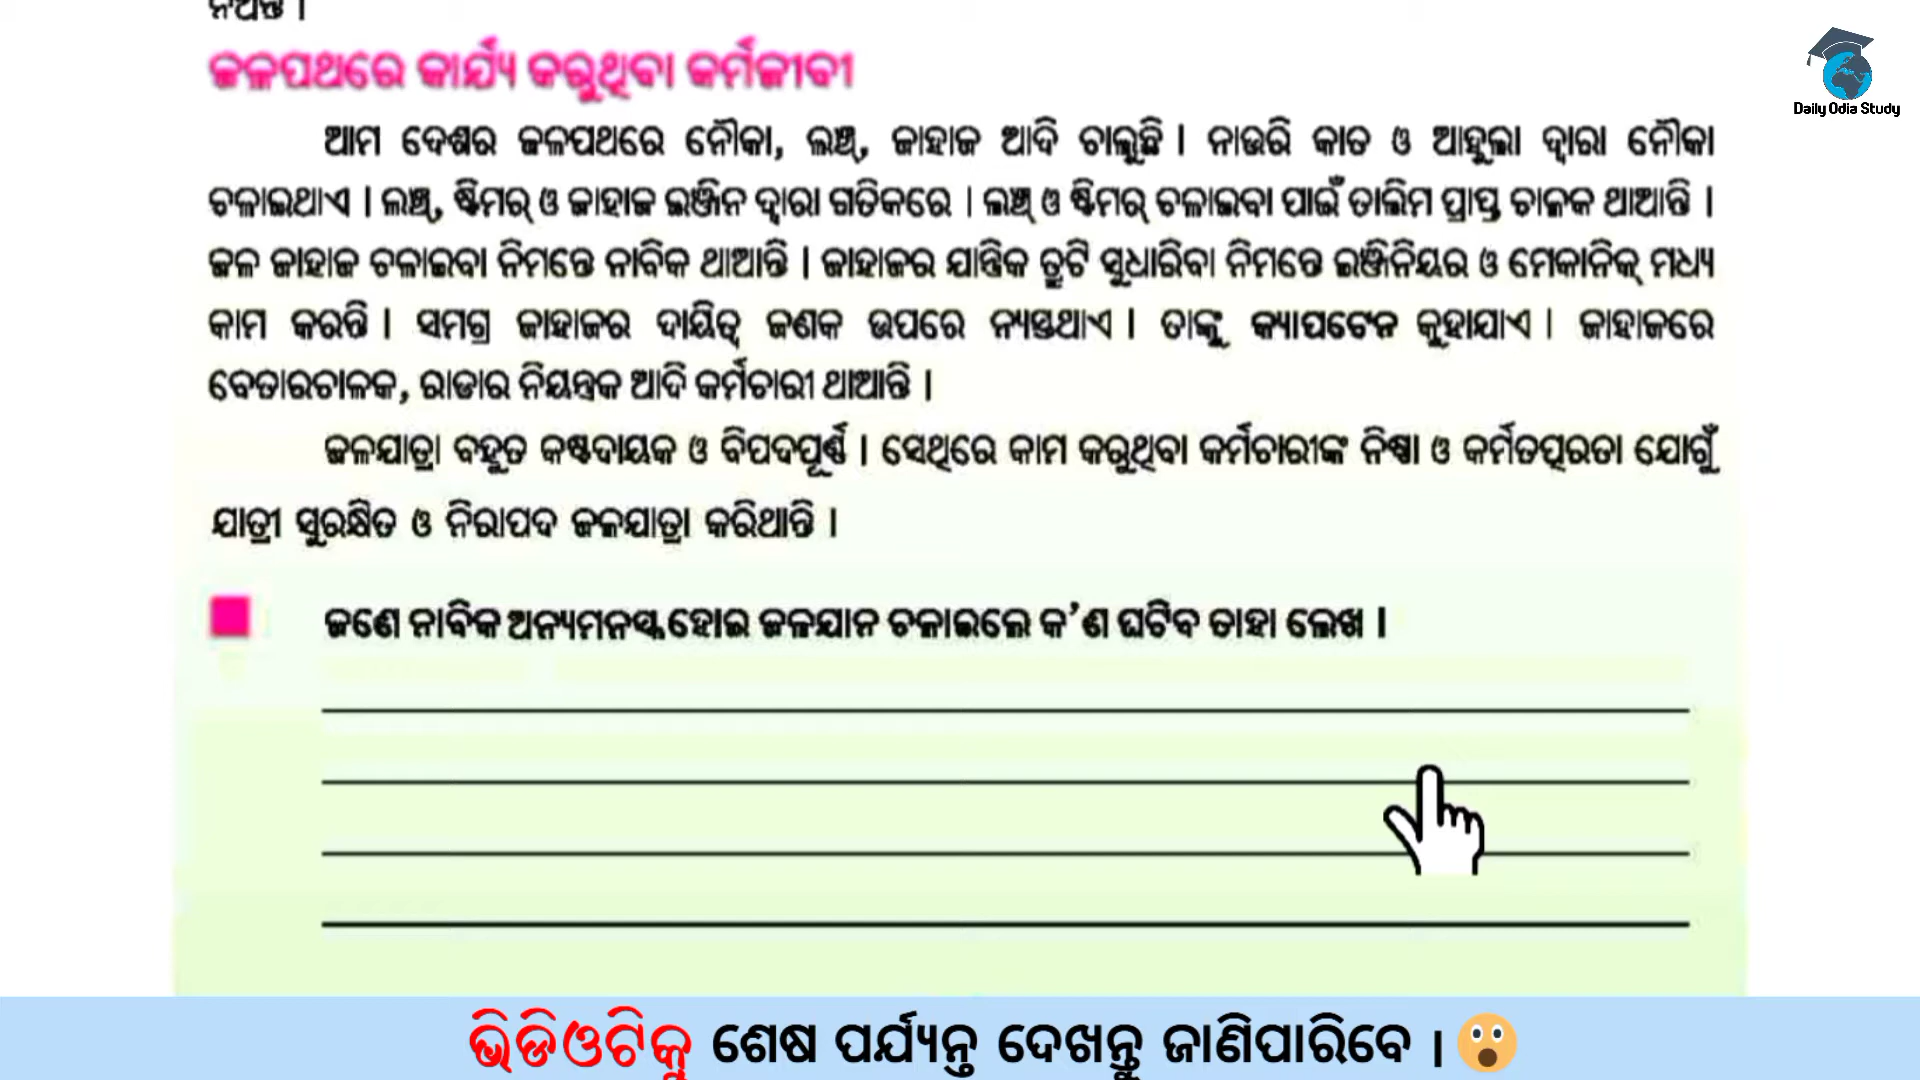 ଜଳପଥରେ କାର୍ଯ୍ୟ କରୁଥିବା କର୍ମଜୀବୀ
Daily Odia Study
ଆମ ଦେଶର ଜଳପଥରେ ନୌକା, ଲଞ୍ଚ, ଜାହାଜ ଆଦି ଚାଲୁଛି । ନାଉରି କାତ ଓ ଆହୁଲା ଦ୍ୱାରା ନୌକା
ଚଳାଇଥାଏ । ଲଞ୍ଚ, ଷ୍ଟିମର୍ ଓ ଜାହାଜ ଇଞ୍ଜିନ ଦ୍ୱାରା ଗତିକରେ । ଲଞ୍ଚ ଓ ଷ୍ଟିମର୍ ଚଳାଇବା ପାଇଁ ତାଲିମ ପ୍ରାପ୍ତ ଚାଳକ ଥାଆନ୍ତି ।
ଜଳ ଜାହାଜ ଚଳାଇବା ନିମନ୍ତେ ନାବିକ ଥାଆନ୍ତି । ଜାହାଜର ଯାନ୍ତ୍ରିକ ତ୍ରୁଟି ସୁଧାରିବା ନିମନ୍ତେ ଇଞ୍ଜିନିୟର ଓ ମେକାନିକ୍ ମଧ୍ୟ
କାମ କରନ୍ତି । ସମଗ୍ର ଜାହାଜର ଦାୟିତ୍ୱ ଜଣକ ଉପରେ ନ୍ୟସ୍ତଥାଏ । ତାଙ୍କୁ କ୍ୟାପଟେନ କୁହାଯାଏ । ଜାହାଜରେ
ବେତାରଚାଳକ, ରାଡାର ନିୟନ୍ତ୍ରକ ଆଦି କର୍ମଚାରୀ ଥାଆନ୍ତି ।
ଜଳଯାତ୍ରା ବହୁତ କଷ୍ଟଦାୟକ ଓ ବିପଦପୂର୍ଣ୍ଣ । ସେଥିରେ କାମ କରୁଥିବା କର୍ମଚାରୀଙ୍କ ନିଷ୍ଠା ଓ କର୍ମତତ୍ପରତା ଯୋଗୁଁ
ଯାତ୍ରୀ ସୁରକ୍ଷିତ ଓ ନିରାପଦ ଜଳଯାତ୍ରା କରିଥାନ୍ତି ।
ଜଣେ ନାବିକ ଅନ୍ୟମନସ୍କ ହୋଇ ଜଳଯାନ ଚଳାଇଲେ କ'ଣ ଘଟିବ ତାହା ଲେଖ ।
ଭିଡିଓଟିକୁ ଶେଷ ପର୍ଯ୍ୟନ୍ତ ଦେଖନ୍ତୁ ଜାଣିପାରିବେ ।